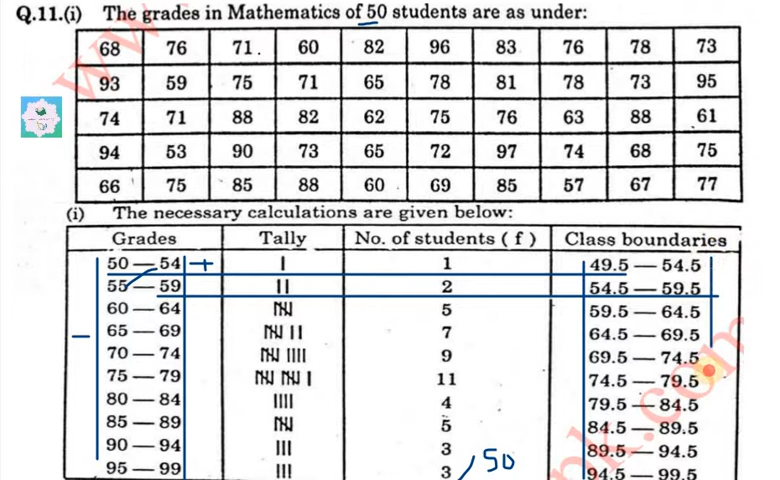 Q.11.(i) The grades in Mathematics of 50 students are as under:
68 76 71. 60 82 96 83 76 78 73
93 59 75 71 65 78 81 78 73 95
74 71 88 82 62 75 76 63 88 61
94 53 90 73 65 72 97 74 68 75
66 75 85 88 60 69 85 57 67 77
(i) The necessary calculations are given below:
Grades Tally No. of students ( f ) Class boundaries
50 — 54 + | 1 49.5 — 54.5
55 — 59 || 2 54.5 — 59.5
60 — 64 5 59.5 — 64.5
— 65 — 69 || 7 64.5 — 69.5
70 — 74 |||| 9 69.5 — 74.5
75 — 79 | 11 74.5 — 79.5
80 — 84 |||| 4 79.5 — 84.5
85 — 89 5 84.5 — 89.5
90 — 94 ||| 3 89.5 — 94.5
95 — 99 ||| 3 / 50 94.5 — 99.5
www.
pk.com